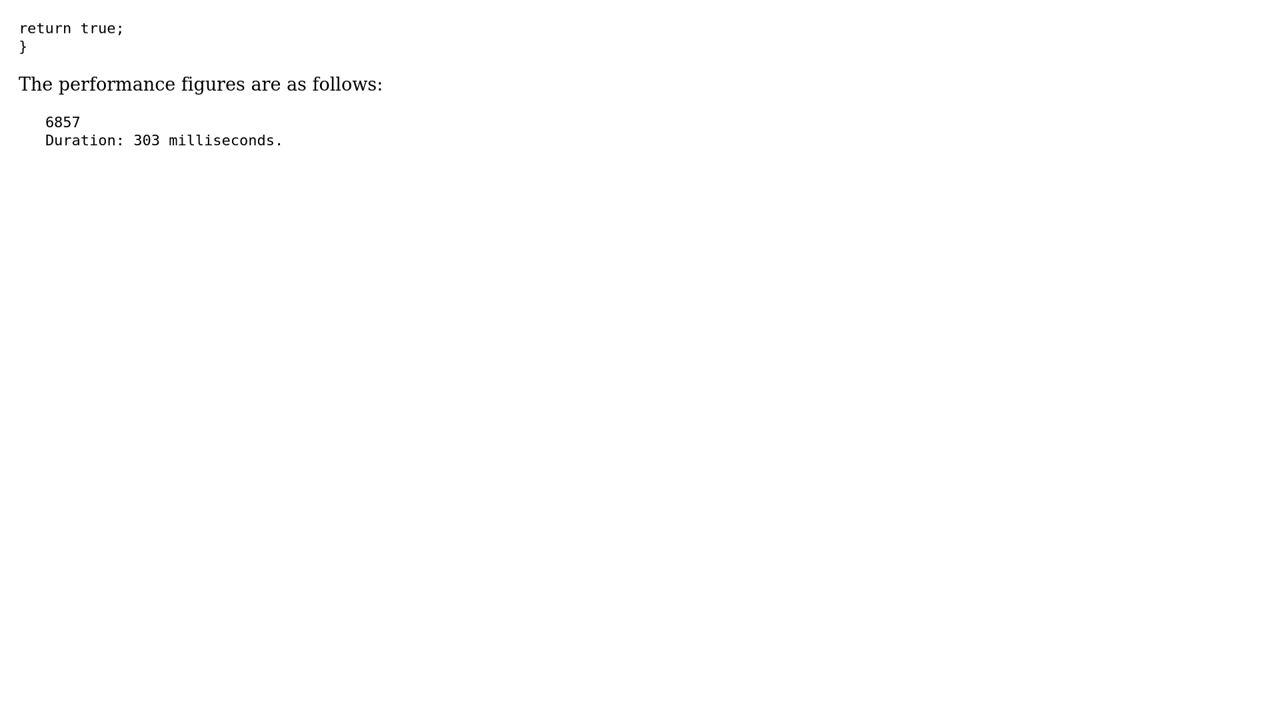 return true;
}
The performance figures are as follows:
6857
Duration: 303 milliseconds.